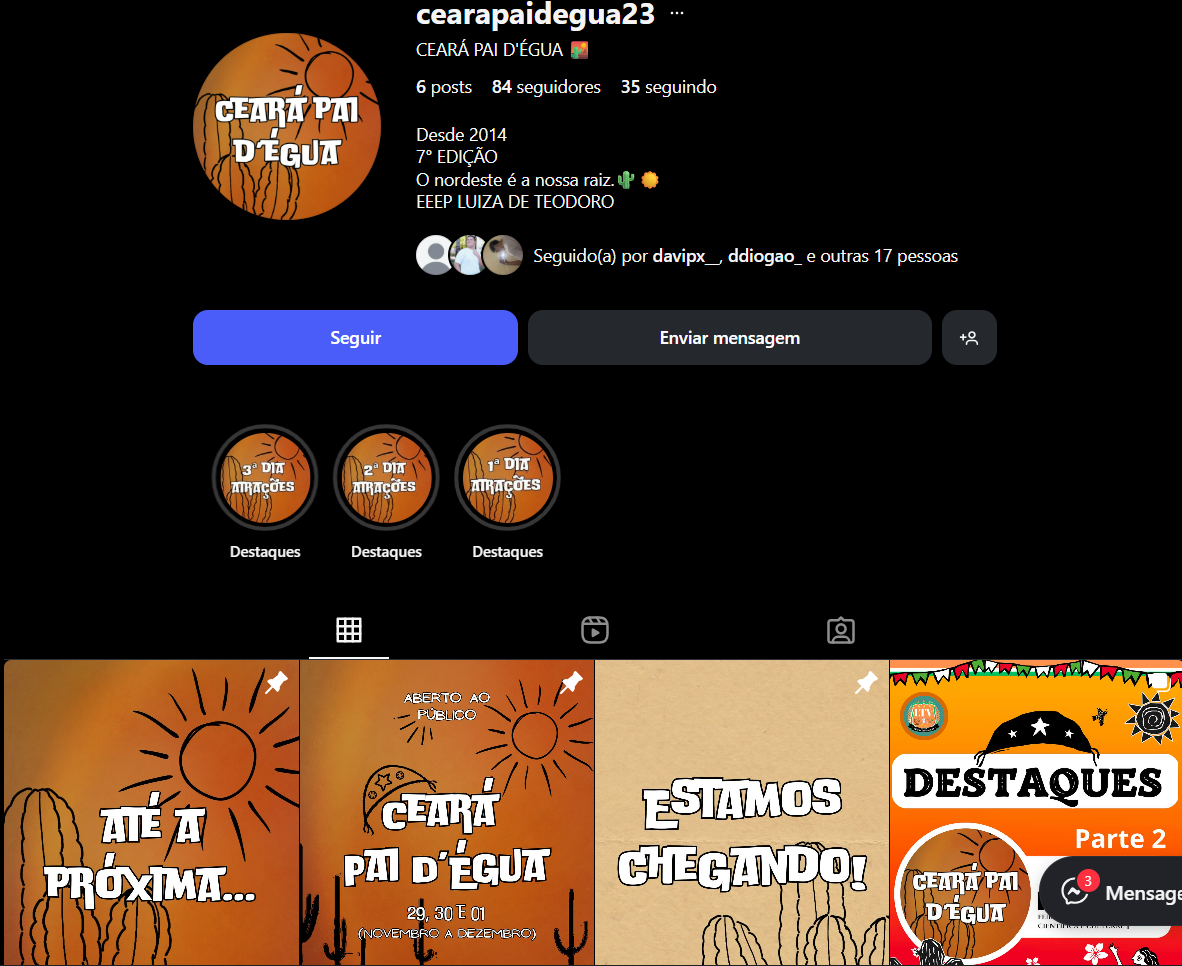 cearapaidegua23 ...
CEARÁ PAI D'ÉGUA
6 posts 84 seguidores 35 seguindo
Desde 2014
7° EDIÇÃO
O nordeste é a nossa raiz.
EEEP LUIZA DE TEODORO
CEARÁ PAI
D'ÉGUA
Seguido(a) por davipx__, ddiogao_ e outras 17 pessoas
Seguir
Enviar mensagem
3ª DIA
ATRAÇÕES
2ª DIA
ATRAÇÕES
1ª DIA
ATRAÇÕES
Destaques
Destaques
Destaques
ATÉ A
PRÓXIMA...
ABERTO AO
PÚBLICO
CEARÁ
PAI D'ÉGUA
29, 30 E 01
(NOVEMBRO A DEZEMBRO)
ESTAMOS
CHEGANDO!
DESTAQUES
Parte 2
CEARÁ PAI
D'ÉGUA
3
Mensage